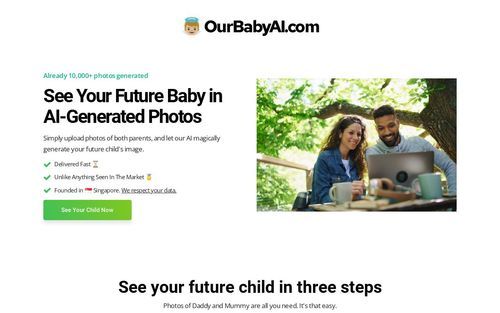 OurBabyAI.com
Already 10,000+ photos generated
See Your Future Baby in
AI-Generated Photos
Simply upload photos of both parents, and let our AI magically
generate your future child's image.
Delivered Fast ⏳
Unlike Anything Seen In The Market 🏅
Founded in 🇸🇬 Singapore. We respect your data.
See Your Child Now
See your future child in three steps
Photos of Daddy and Mummy are all you need. It's that easy.